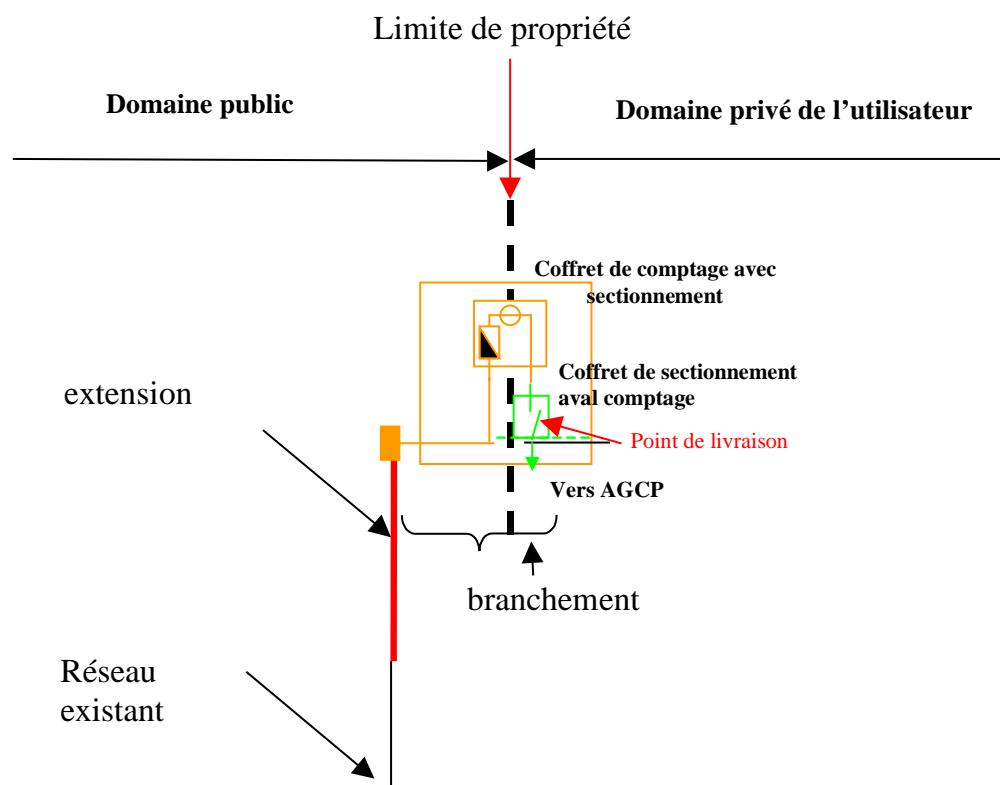 Limite de propriété
Domaine public
Domaine privé de l’utilisateur
Coffret de comptage avec
sectionnement
Coffret de sectionnement
aval comptage
extension
Point de livraison
Vers AGCP
branchement
Réseau
existant